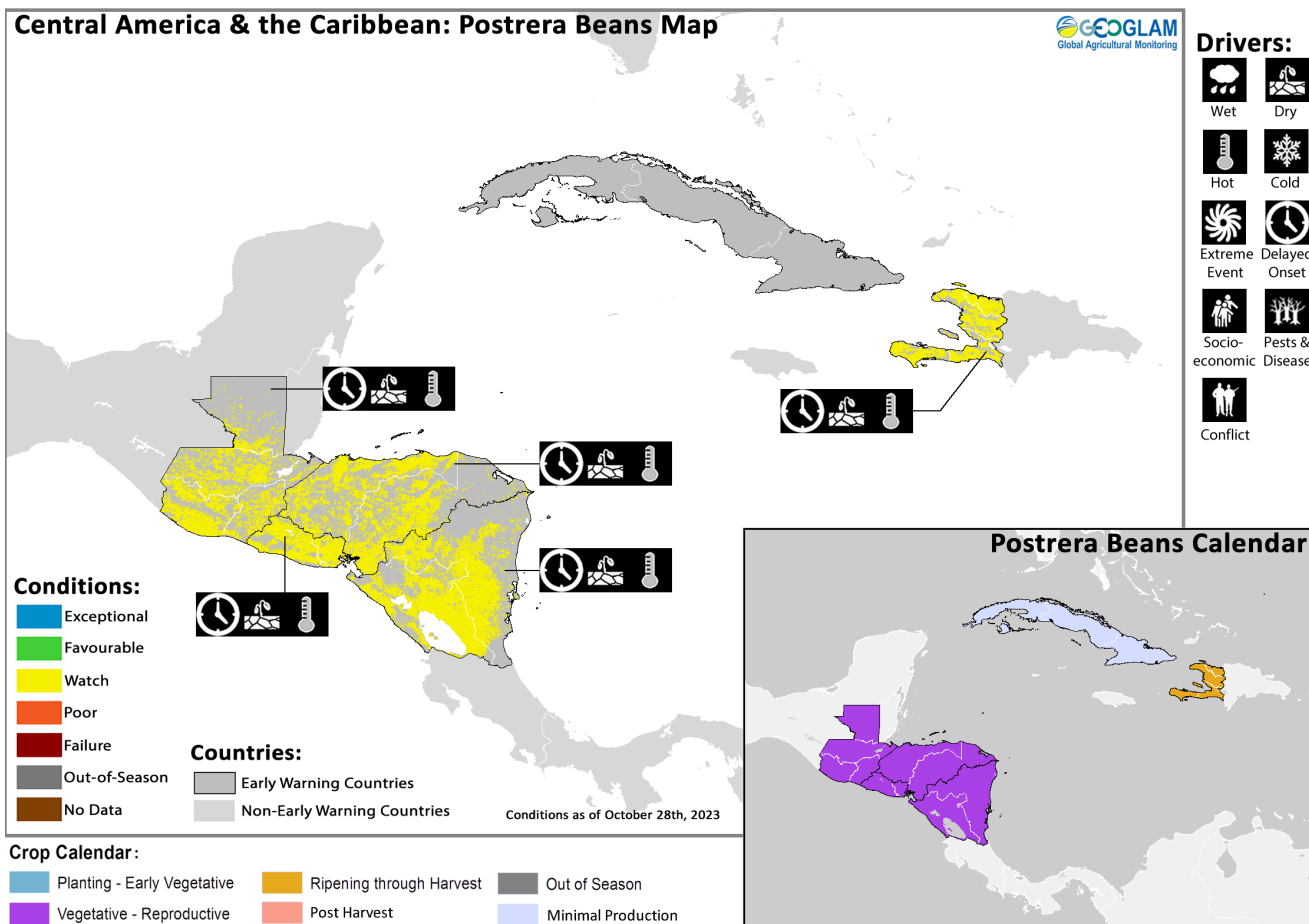 Central America & the Caribbean: Postrera Beans Map
GEOGLAM
Global Agricultural Monitoring
Drivers:
Wet
Dry
Hot
Cold
Extreme
Event
Delayed
Onset
Socio-
economic
Pests &
Disease
Conflict
Conditions:
Exceptional
Favourable
Watch
Poor
Failure
Out-of-Season
No Data
Countries:
Early Warning Countries
Non-Early Warning Countries
Conditions as of October 28th, 2023
Postrera Beans Calendar
Crop Calendar:
Planting - Early Vegetative
Vegetative - Reproductive
Ripening through Harvest
Post Harvest
Out of Season
Minimal Production